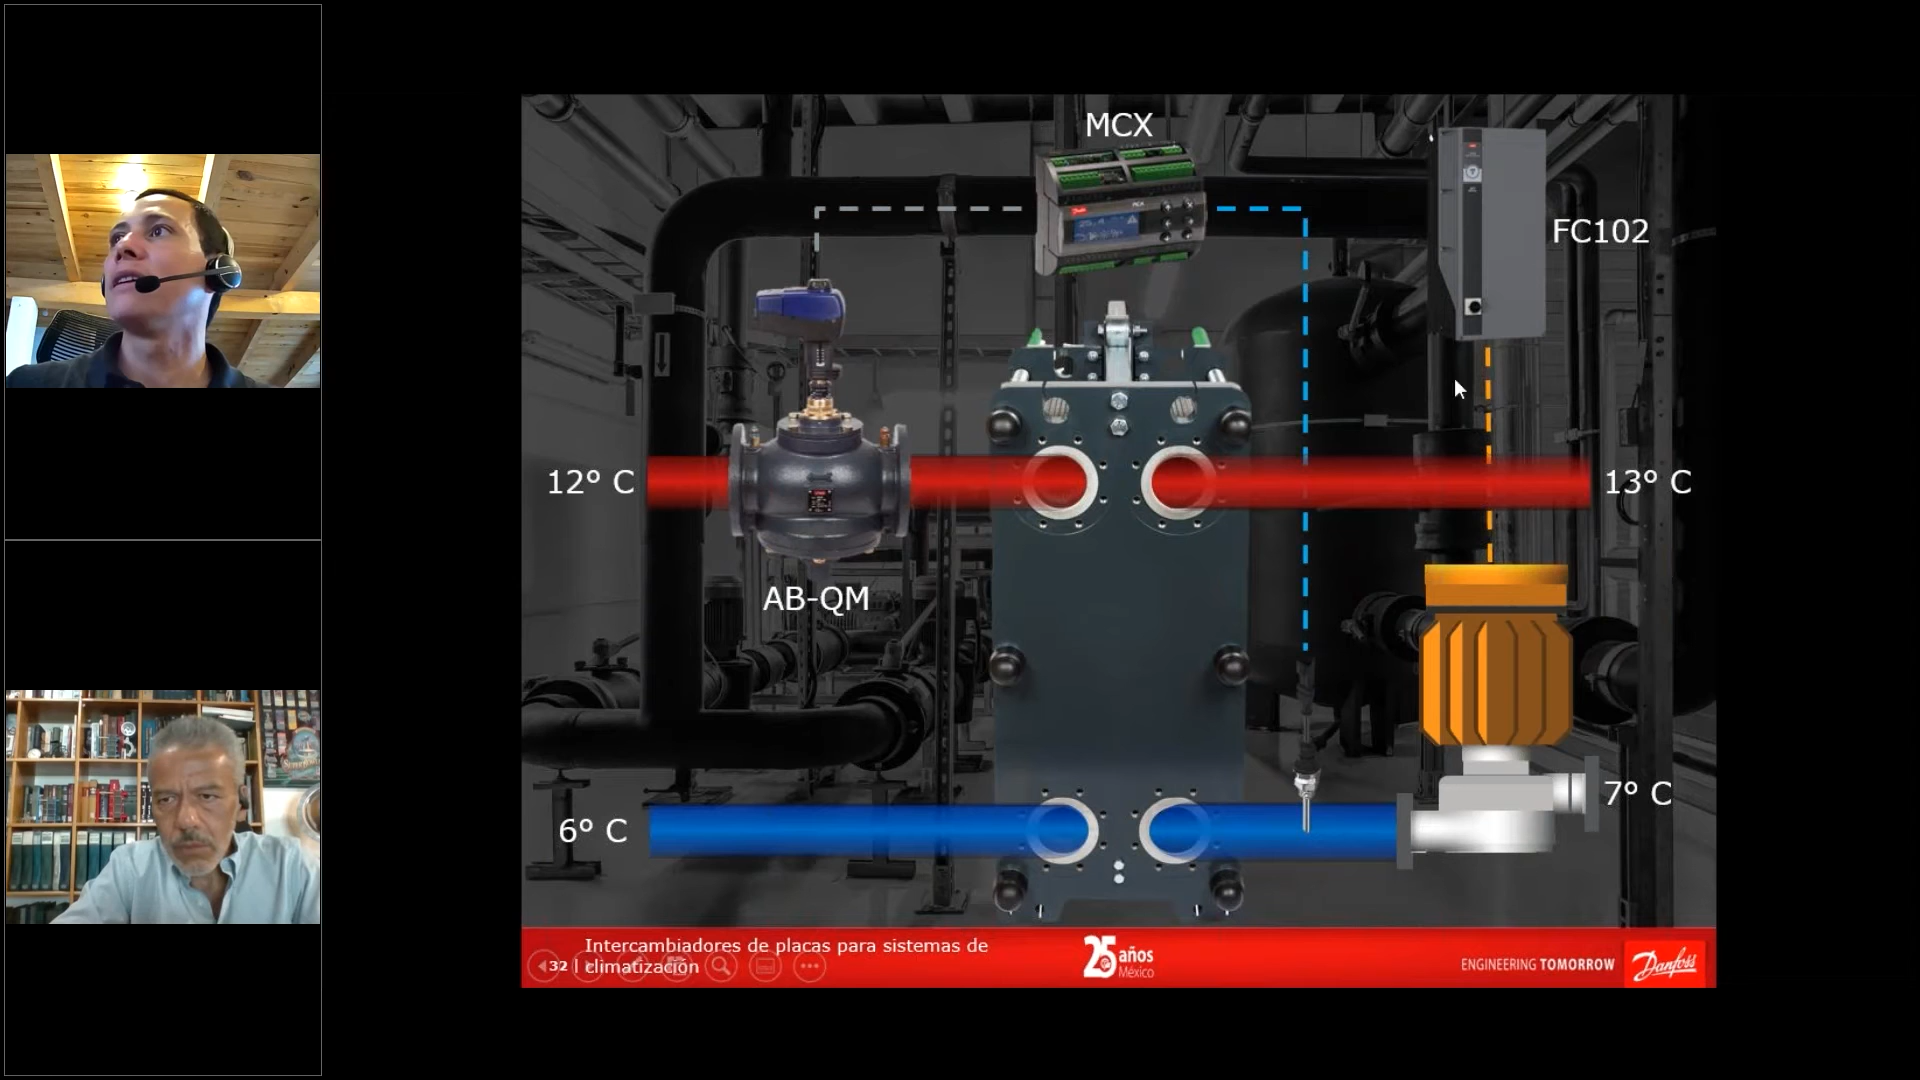 MCX
FC102
12° C
13° C
AB-QM
7° C
6° C
Intercambiadores de placas para sistemas de
32 | climatización
25 años
México
ENGINEERING TOMORROW
Danfoss